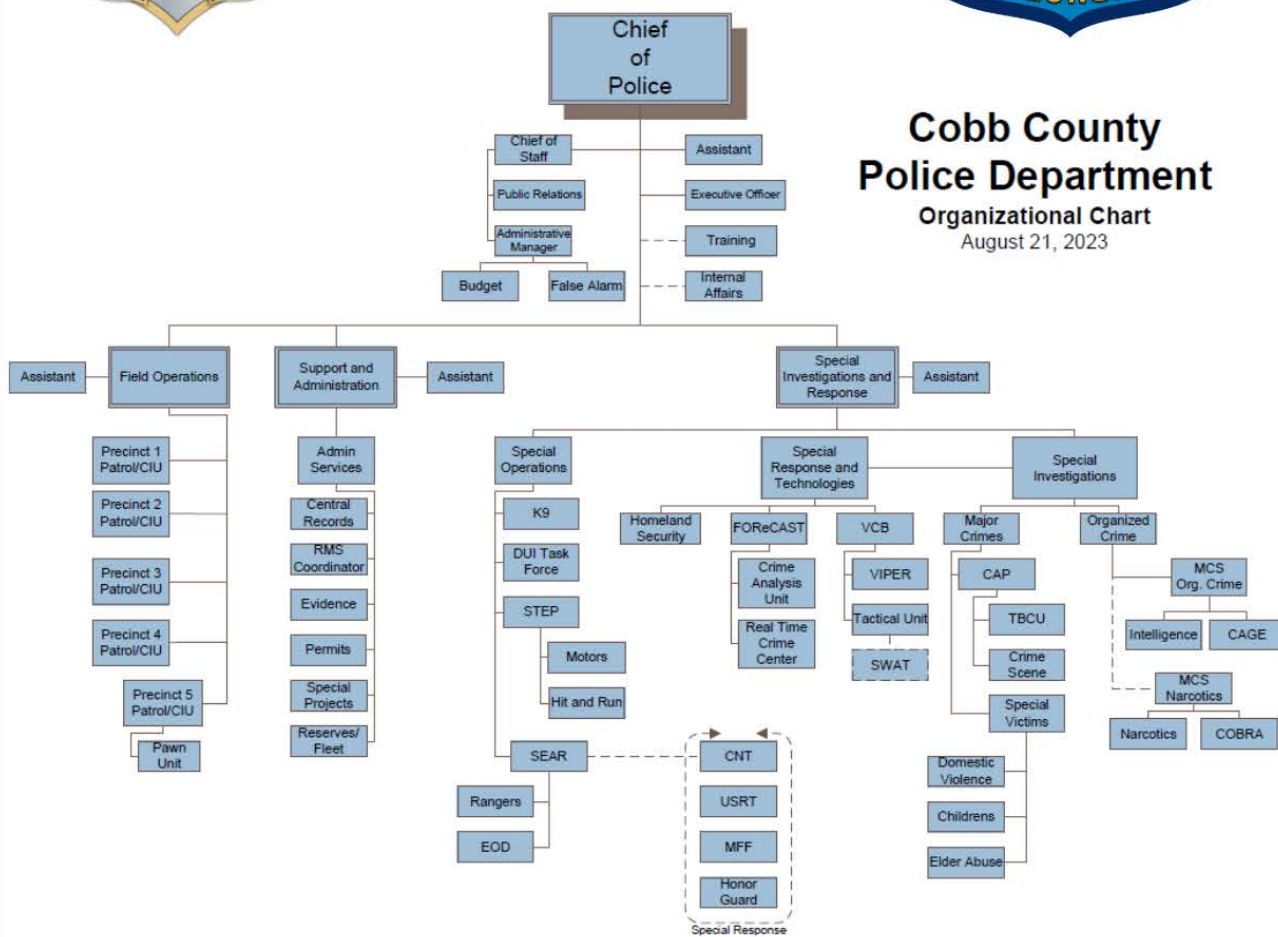 Chief
of
Police
Cobb County
Police Department
Organizational Chart
August 21, 2023
Chief of
Staff
Assistant
Public Relations
Executive Officer
Administrative
Manager
Training
Budget
False Alarm
Internal
Affairs
Assistant
Field Operations
Support and
Administration
Assistant
Special
Investigations and
Response
Assistant
Precinct 1
Patrol/CIU
Precinct 2
Patrol/CIU
Precinct 3
Patrol/CIU
Precinct 4
Patrol/CIU
Precinct 5
Patrol/CIU
Pawn
Unit
Admin
Services
Central
Records
RMS
Coordinator
Evidence
Permits
Special
Projects
Reserves/
Fleet
Special
Operations
K9
DUI Task
Force
STEP
Motors
Hit and Run
SEAR
Rangers
EOD
CNT
USRT
MFF
Honor
Guard
Special Response
Special
Response and
Technologies
Homeland
Security
FOReCAST
Crime
Analysis
Unit
Real Time
Crime
Center
VCB
VIPER
Tactical Unit
SWAT
Special
Investigations
Major
Crimes
CAP
TBCU
Crime
Scene
Special
Victims
Domestic
Violence
Childrens
Elder Abuse
Organized
Crime
MCS
Org. Crime
Intelligence
CAGE
MCS
Narcotics
Narcotics
COBRA